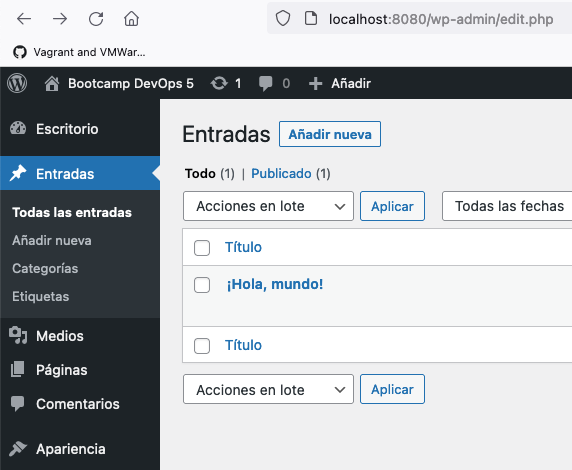 localhost:8080/wp-admin/edit.php
Vagrant and VMWar...
Bootcamp DevOps 5 1 0 Añadir
Escritorio
Entradas
Todas las entradas
Añadir nueva
Categorías
Etiquetas
Medios
Páginas
Comentarios
Apariencia
Entradas Añadir nueva
Todo (1) | Publicado (1)
Acciones en lote Aplicar Todas las fechas
Título
¡Hola, mundo!
Título
Acciones en lote Aplicar